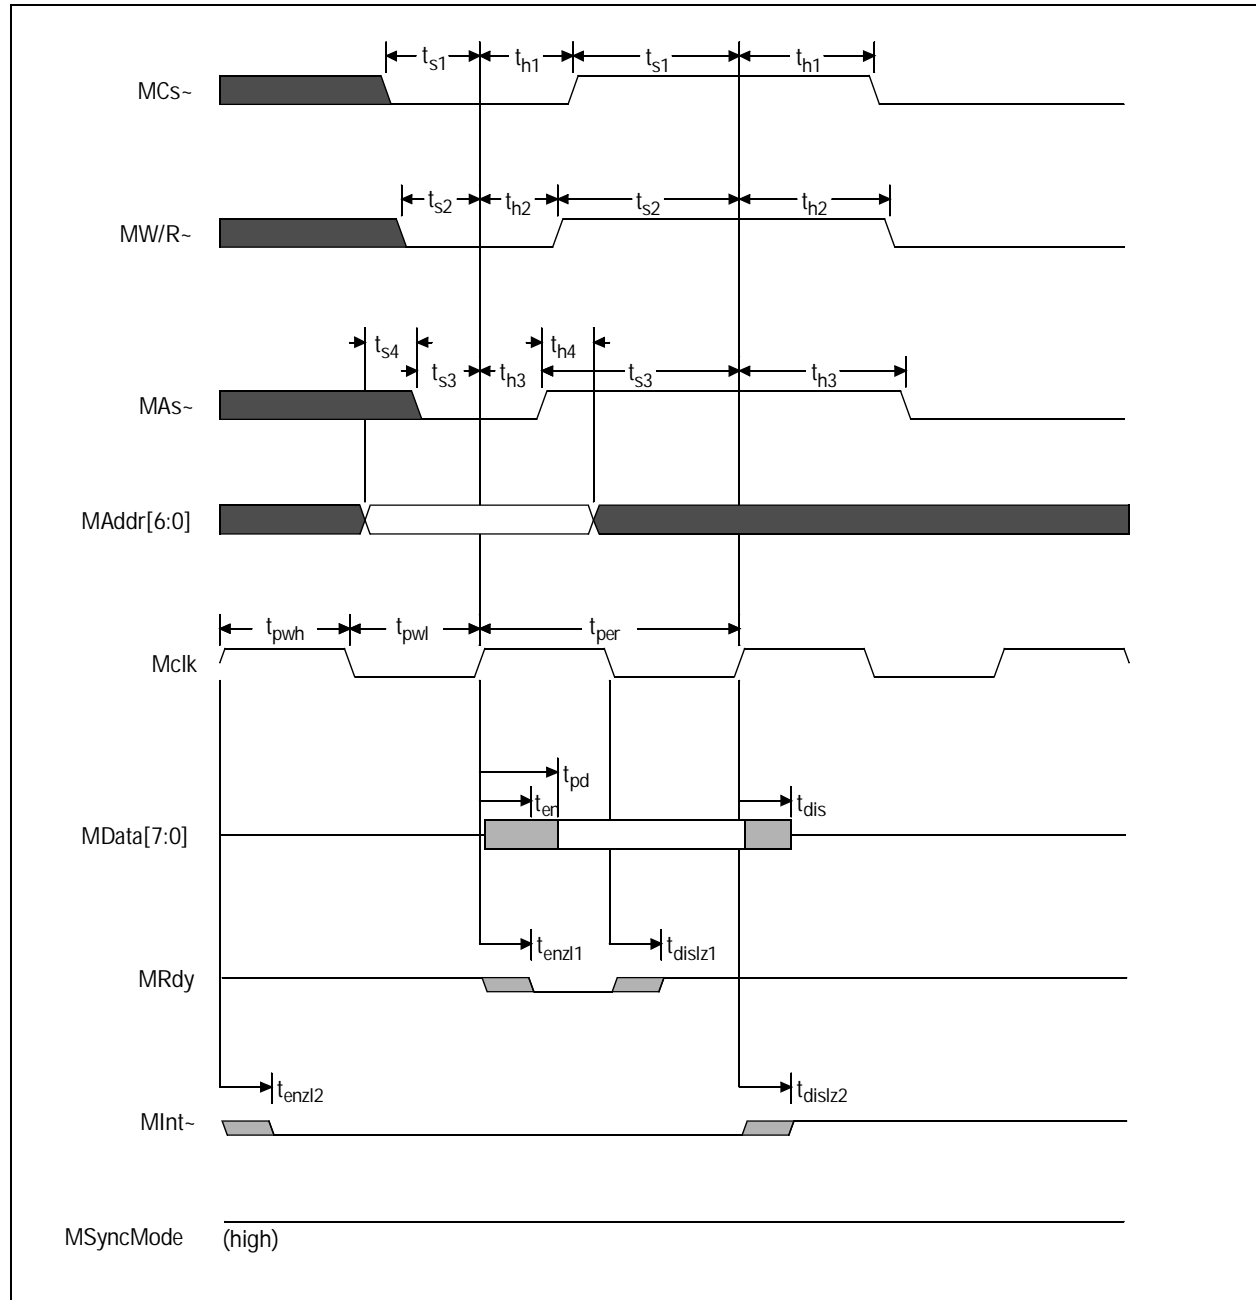 ts1 th1 ts1 th1
MCs~
ts2 th2 ts2 th2
MW/R~
ts4 th4
ts3 th3 ts3 th3
MAs~
MAddr[6:0]
tpwh tpwl tper
Mclk
tpd
ten tdis
MData[7:0]
tenzl1 tdislz1
MRdy
tenzl2 tdislz2
MInt~
MSyncMode (high)